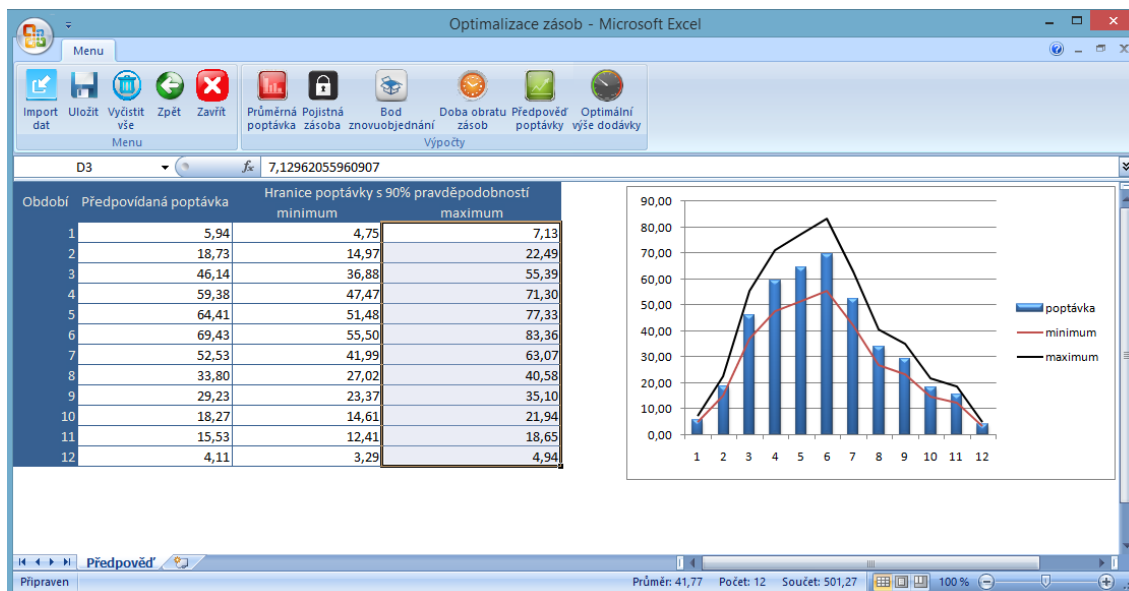 Optimalizace zásob - Microsoft Excel
Menu
Import dat
Uložit
Vyčistit vše
Zpět
Zavřít
Menu
Průměrná poptávka
Pojistná zásoba
Bod znovuobjednání
Doba obratu zásob
Předpověď poptávky
Optimální výše dodávky
Výpočty
D3
fx 7,12962055960907
Období Předpovídaná poptávka Hranice poptávky s 90% pravděpodobností
minimum maximum
1 5,94 4,75 7,13
2 18,73 14,97 22,49
3 46,14 36,88 55,39
4 59,38 47,47 71,30
5 64,41 51,48 77,33
6 69,43 55,50 83,36
7 52,53 41,99 63,07
8 33,80 27,02 40,58
9 29,23 23,37 35,10
10 18,27 14,61 21,94
11 15,53 12,41 18,65
12 4,11 3,29 4,94
90,00
80,00
70,00
60,00
50,00
40,00
30,00
20,00
10,00
0,00
1 2 3 4 5 6 7 8 9 10 11 12
poptávka
minimum
maximum
Předpověď
Připraven
Průměr: 41,77 Počet: 12 Součet: 501,27 100 %